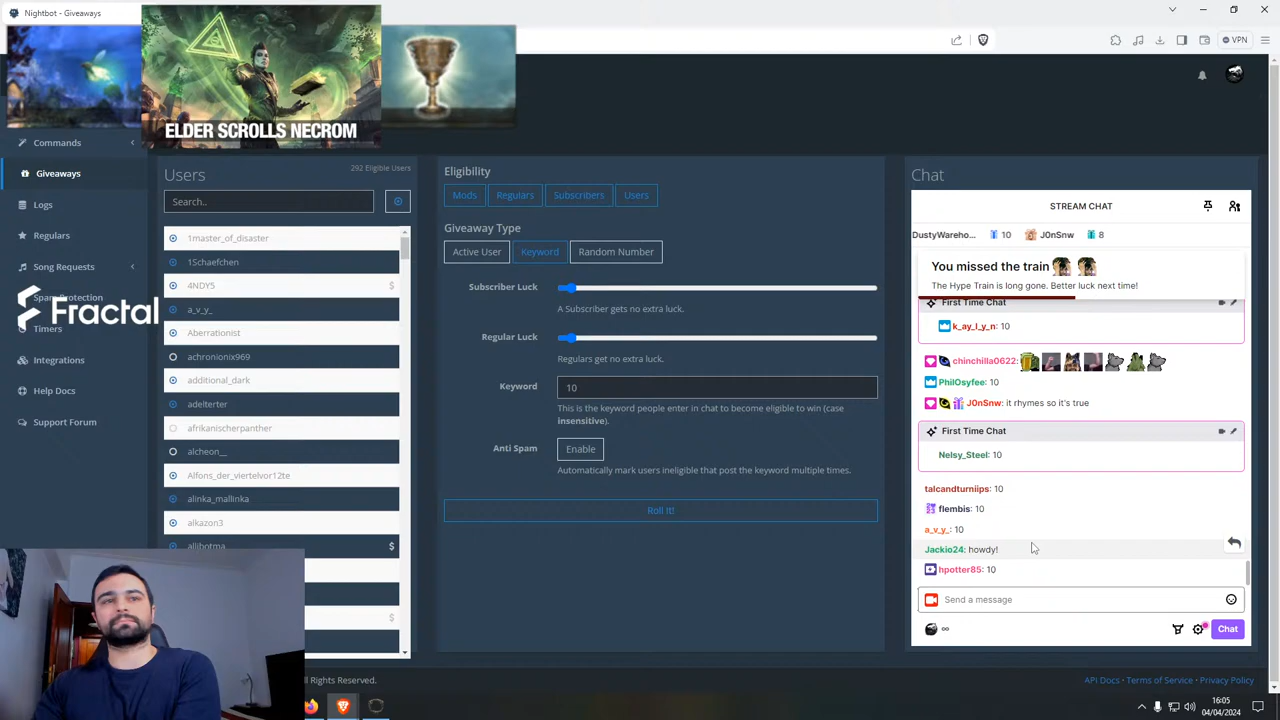 Nightbot - Giveaways
VPN
ELDER SCROLLS NECROM
Commands
Giveaways
Logs
Regulars
Song Requests
Spam Protection
Fractal
Timers
Integrations
Help Docs
Support Forum
Users
292 Eligible Users
Search..
1master_of_disaster
1Schaefchen
4NDY5 $
a_v_y_
Aberrationist
achronionix969
additional_dark
adelterter
afrikanischerpanther
alcheon__
Alfons_der_viertelvor12te
alinka_mallinka
alkazon3
allibotma $
$
Eligibility
Mods Regulars Subscribers Users
Giveaway Type
Active User Keyword Random Number
Subscriber Luck
A Subscriber gets no extra luck.
Regular Luck
Regulars get no extra luck.
Keyword 10
This is the keyword people enter in chat to become eligible to win (case
insensitive).
Anti Spam Enable
Automatically mark users ineligible that post the keyword multiple times.
Roll It!
Chat
STREAM CHAT
DustyWareho... 10 J0nSnw 8
You missed the train
The Hype Train is long gone. Better luck next time!
First Time Chat
k_ay_l_y_n: 10
chinchilla0622:
PhilOsyfee: 10
J0nSnw: it rhymes so it's true
First Time Chat
Nelsy_Steel: 10
talcandturniips: 10
flembis: 10
a_v_y_: 10
Jackio24: howdy!
hpotter85: 10
Send a message
∞
Chat
ll Rights Reserved.
API Docs · Terms of Service · Privacy Policy
16:05
04/04/2024